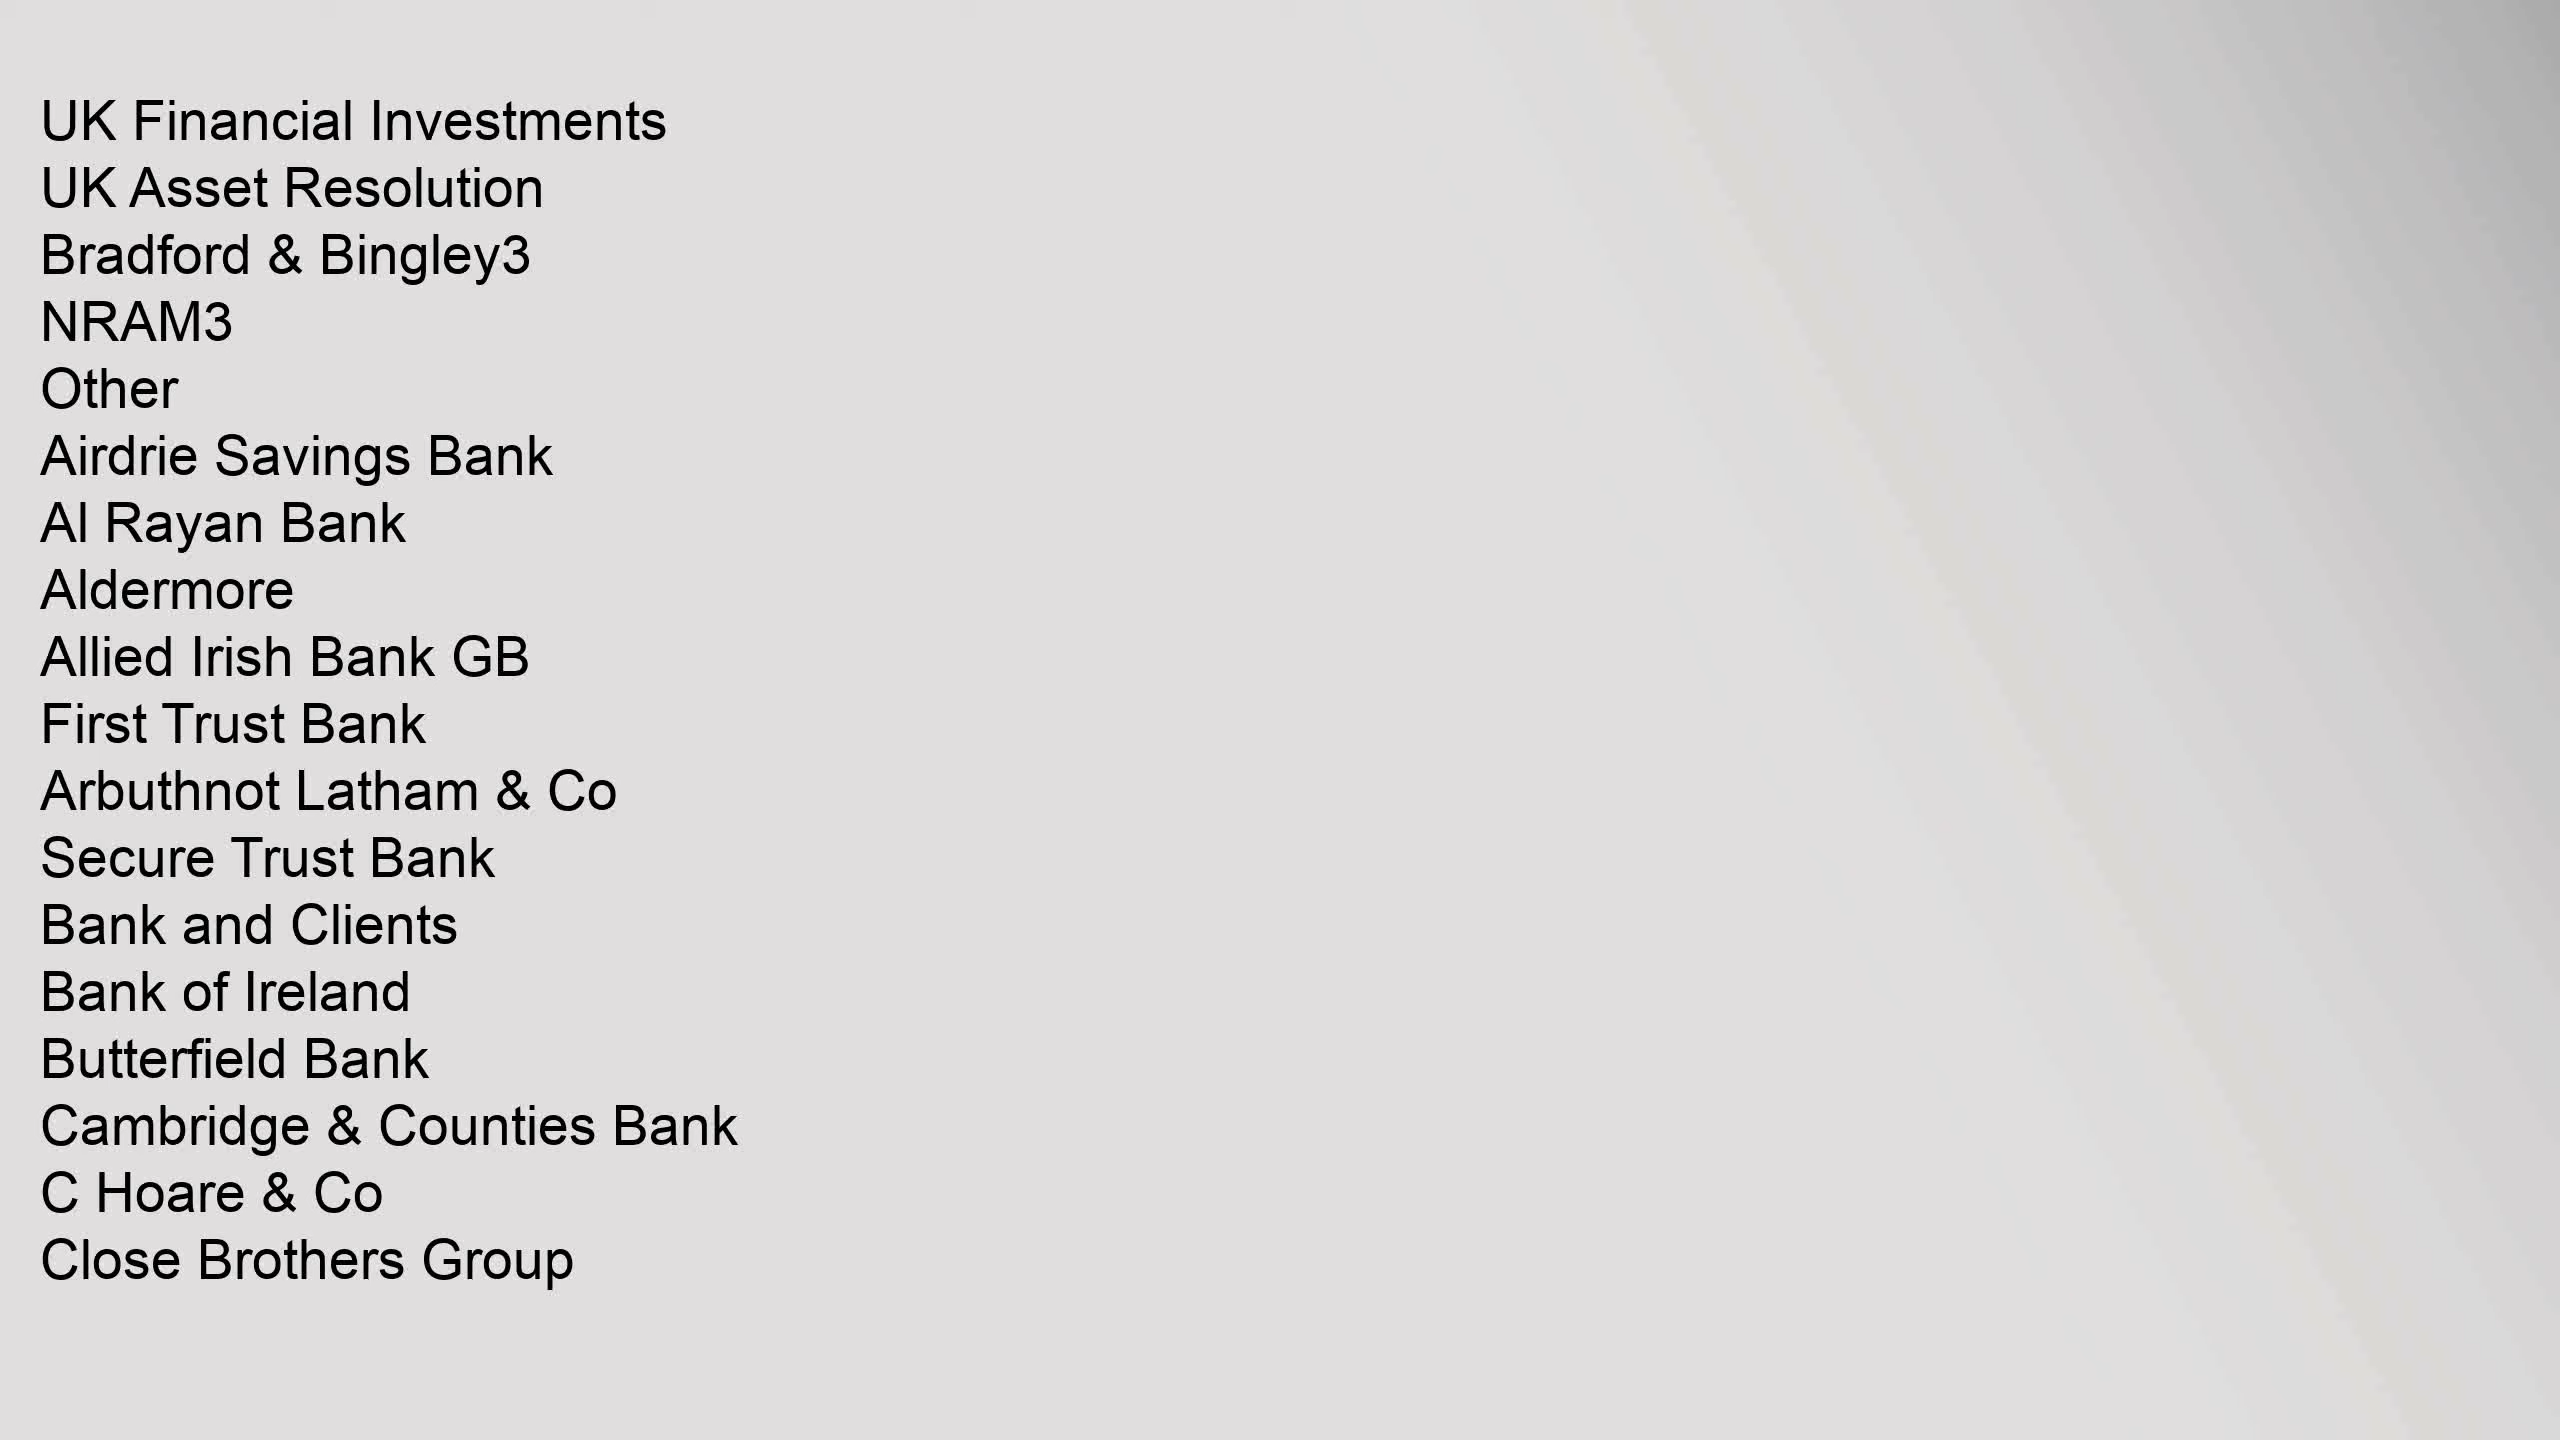 UK Financial Investments
UK Asset Resolution
Bradford & Bingley3
NRAM3
Other
Airdrie Savings Bank
Al Rayan Bank
Aldermore
Allied Irish Bank GB
First Trust Bank
Arbuthnot Latham & Co
Secure Trust Bank
Bank and Clients
Bank of Ireland
Butterfield Bank
Cambridge & Counties Bank
C Hoare & Co
Close Brothers Group